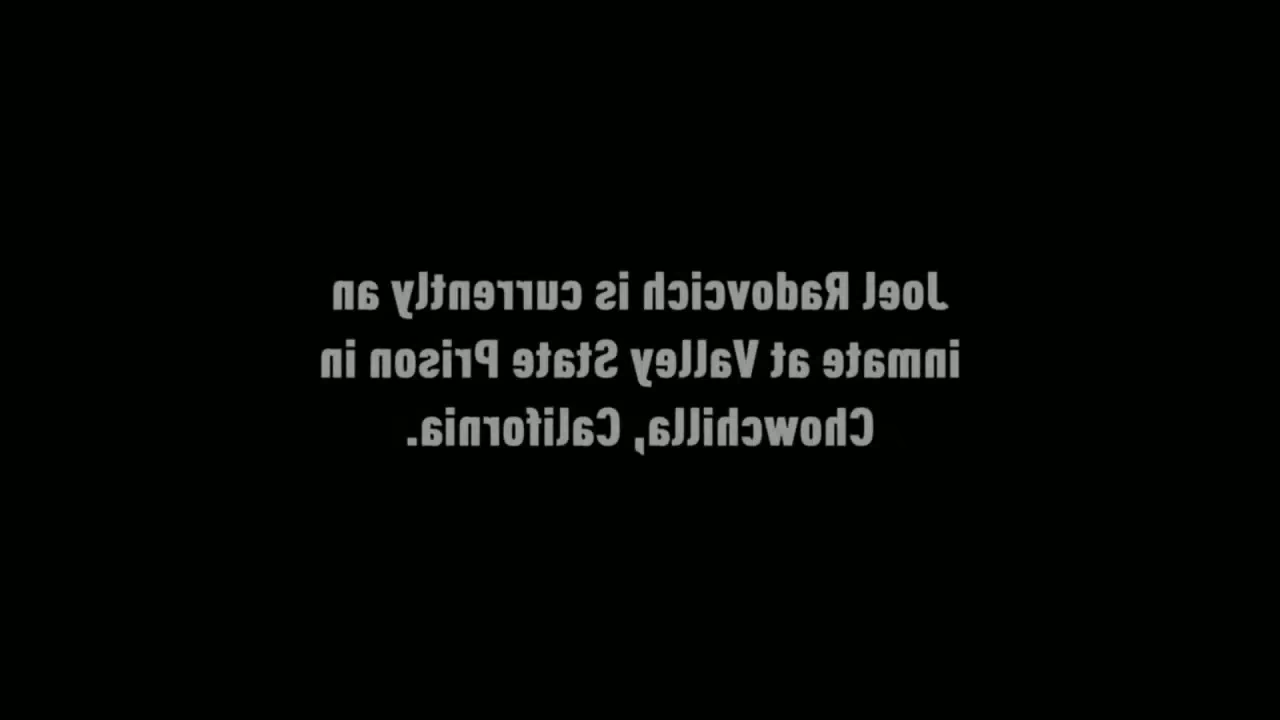 Joel Radovcich is currently an
inmate at Valley State Prison in
Chowchilla, California.